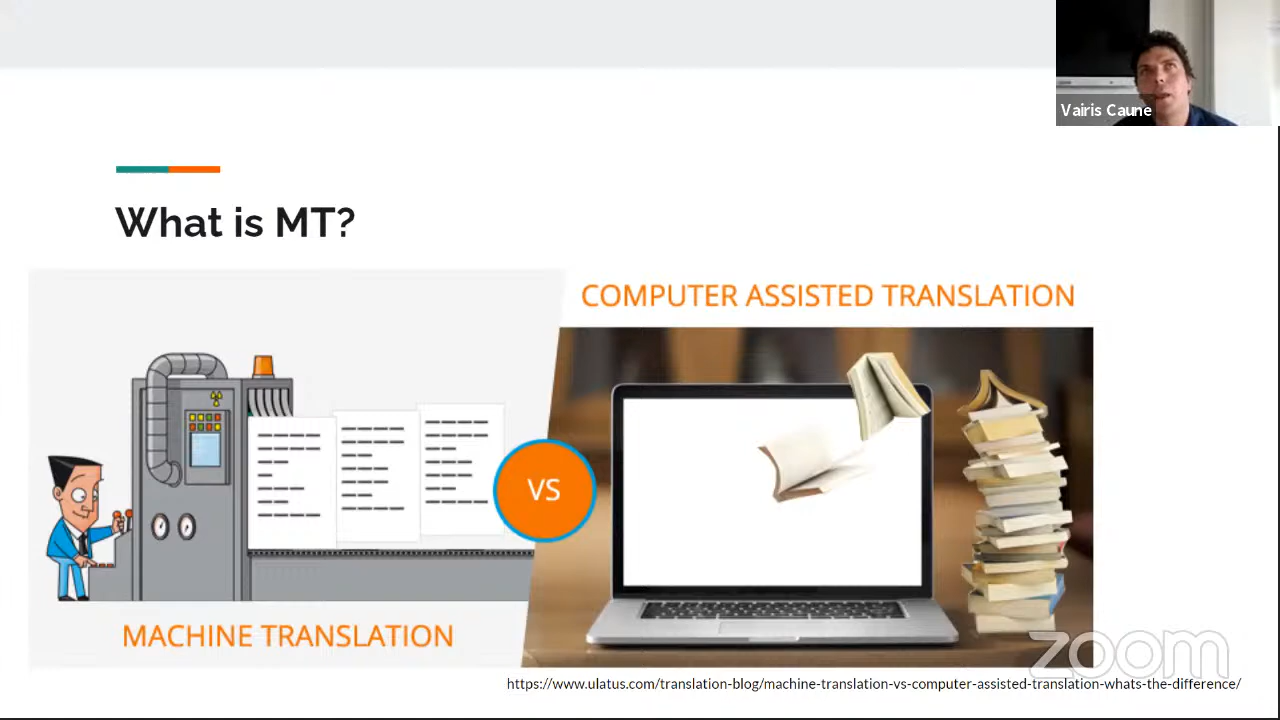 Vairis Caune
What is MT?
COMPUTER ASSISTED TRANSLATION
VS
MACHINE TRANSLATION
zoom
https://www.ulatus.com/translation-blog/machine-translation-vs-computer-assisted-translation-whats-the-difference/